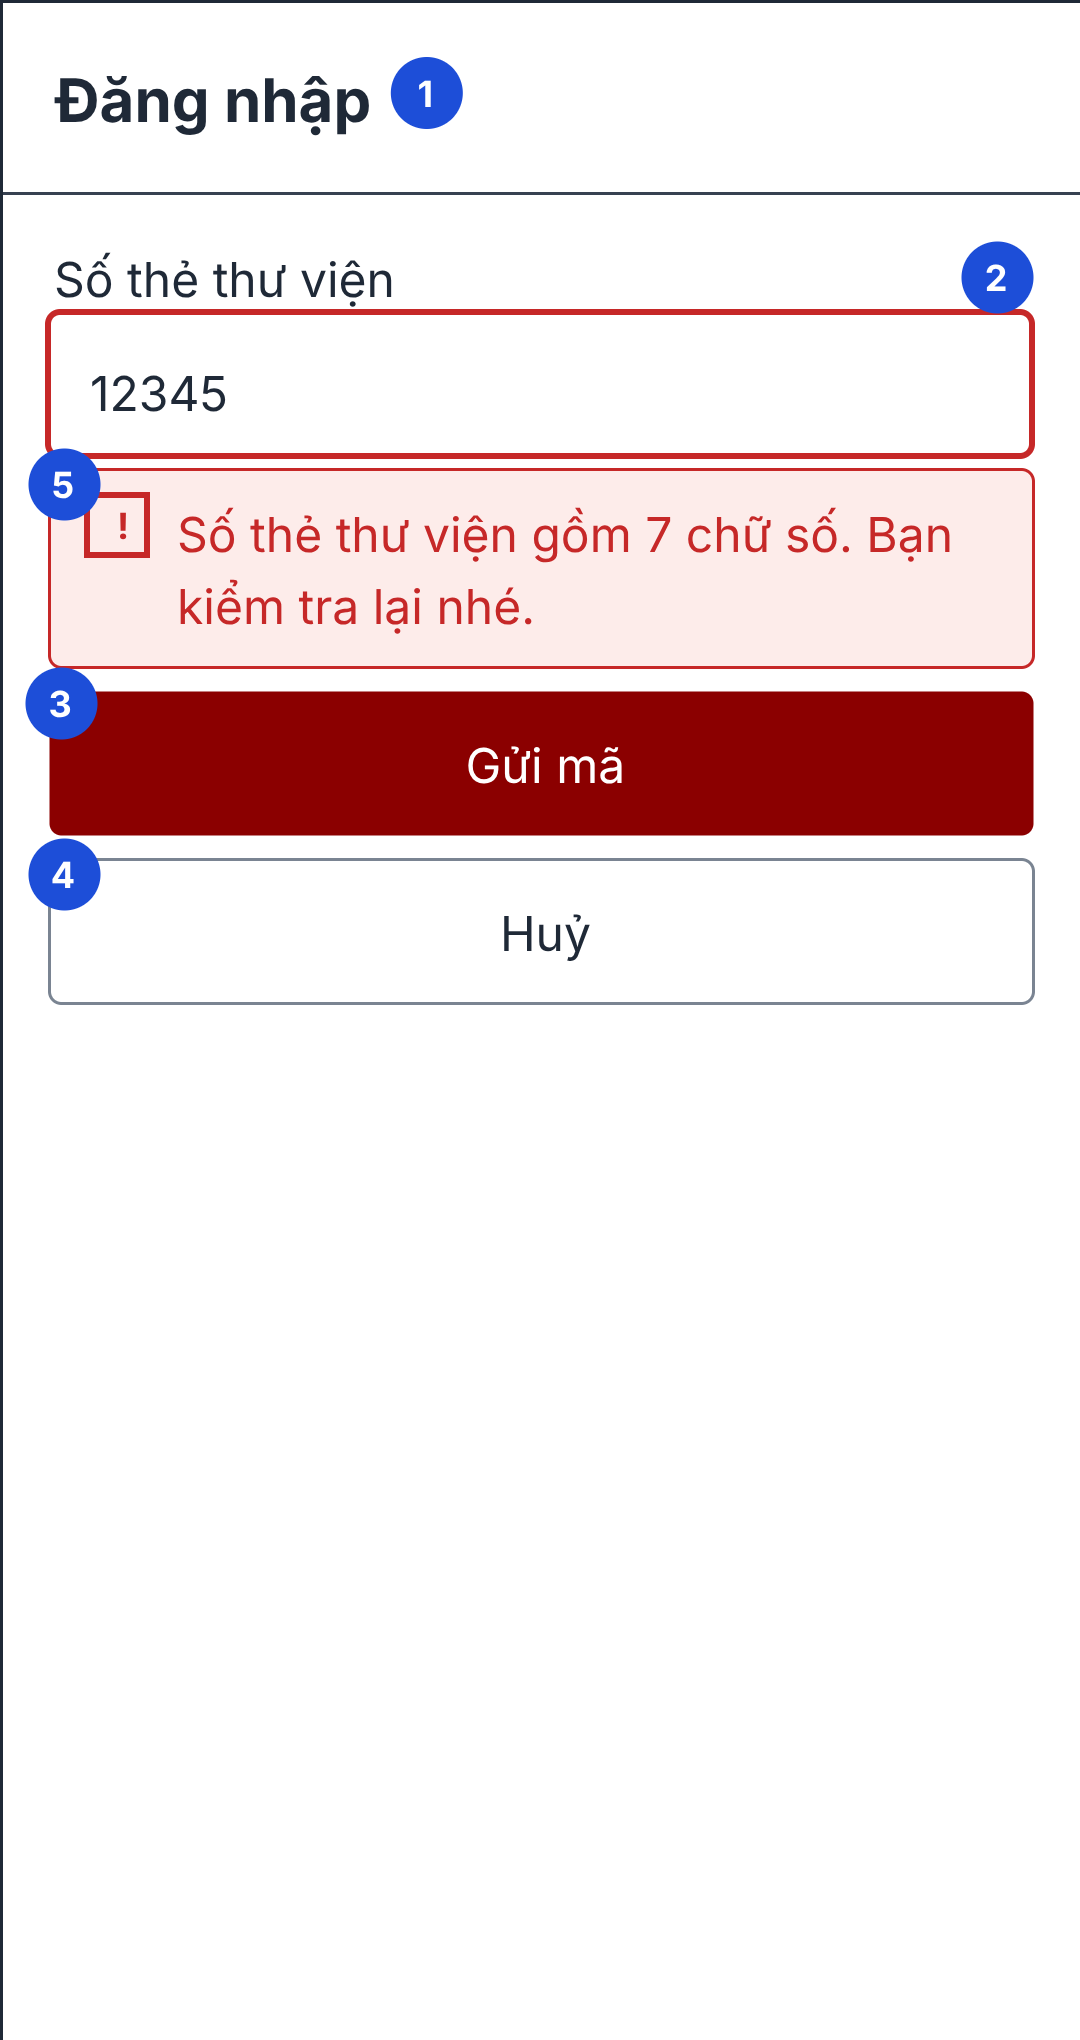 Đăng nhập 1
Số thẻ thư viện 2
12345
5
! Số thẻ thư viện gồm 7 chữ số. Bạn
kiểm tra lại nhé.
3
Gửi mã
4
Huỷ